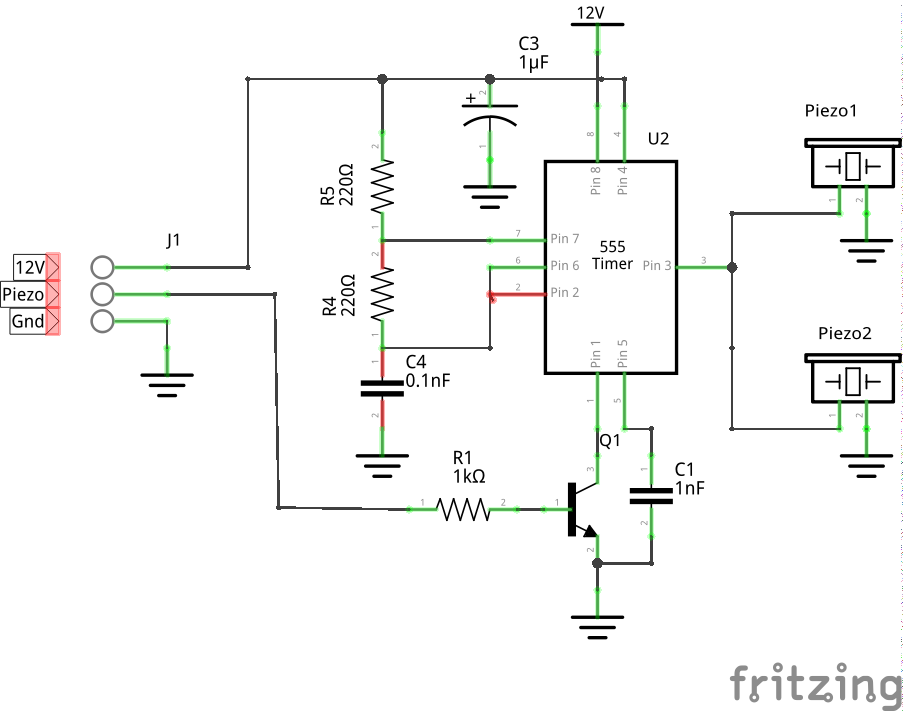 12V
C3
1µF
Piezo1
+
2
1
8
4
U2
2
R5
220Ω
1
Pin 8
Pin 4
1
2
J1
7
Pin 7
555
Timer
12V
2
6
Pin 6
Pin 3
3
Piezo
R4
220Ω
2
Pin 2
Gnd
1
Piezo2
Pin 1
Pin 5
C4
0.1nF
1
2
1
5
1
2
Q1
R1
1kΩ
3
C1
1nF
1
2
1
2
1
2
fritzing